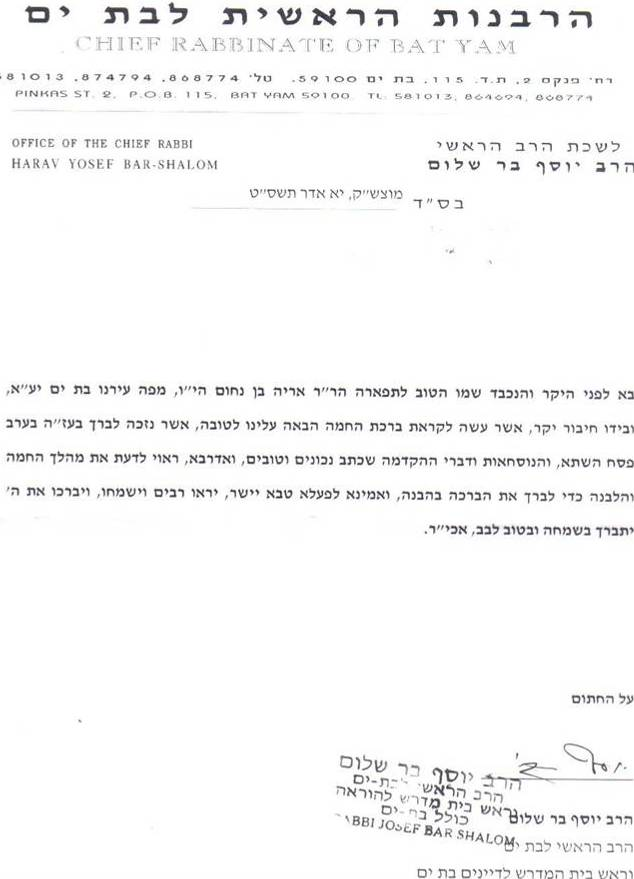 הרבנות הראשית לבת ים
CHIEF RABBINATE OF BAT YAM
רח' פנקס 2, ת.ד. 115, בת ים 59100. טל' 868774, 874794, 581013
PINKAS ST. 2, P.O.B. 115, BAT YAM 59100. TL: 581013, 864694, 868774
OFFICE OF THE CHIEF RABBI
HARAV YOSEF BAR-SHALOM
לשכת הרב הראשי
הרב יוסף בר שלום
בס"ד
מוצש"ק, יא אדר תשס"ט
בא לפני היקר והנכבד שמו הטוב לתפארה הר"ר אריה בן נחום הי"ו, מפה עירנו בת ים יע"א,
ובידו חיבור יקר, אשר עשה לקראת ברכת החמה הבאה עלינו לטובה, אשר נזכה לברך בעז"ה בערב
פסח השתא, והנוסחאות ודברי ההקדמה שכתב נכונים וטובים, ואדרבא, ראוי לדעת את מהלך החמה
והלבנה כדי לברך את הברכה בהבנה, ואמינא לפעלא טבא יישר, יראו רבים וישמחו, ויברכו את ה'
יתברך בשמחה ובטוב לבב, אכי"ר.
על החתום
הרב יוסף בר שלום
הרב הראשי לבת-ים
וראש בית מדרש להוראה
כולל בת-ים
RABBI JOSEF BAR SHALOM
הרב יוסף בר שלום
הרב הראשי לבת ים
וראש בית המדרש לדיינים בת ים